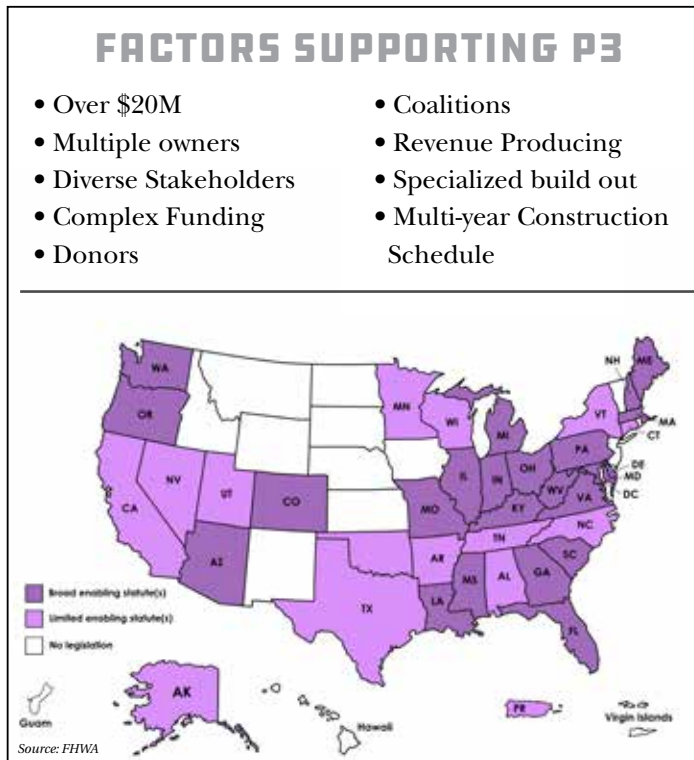 FACTORS SUPPORTING P3
• Over $20M
• Multiple owners
• Diverse Stakeholders
• Complex Funding
• Donors
• Coalitions
• Revenue Producing
• Specialized build out
• Multi-year Construction
Schedule
WA
OR
CA
NV
UT
AZ
CO
TX
MN
WI
MI
IL
IN
OH
MO
KY
WV
VA
PA
AR
TN
NC
SC
LA
MS
AL
GA
FL
NH
ME
VT
MA
CT
DE
MD
DC
Broad enabling statute(s)
Limited enabling statute(s)
No legislation
AK
Guam
Hawaii
PR
Virgin Islands
Source: FHWA